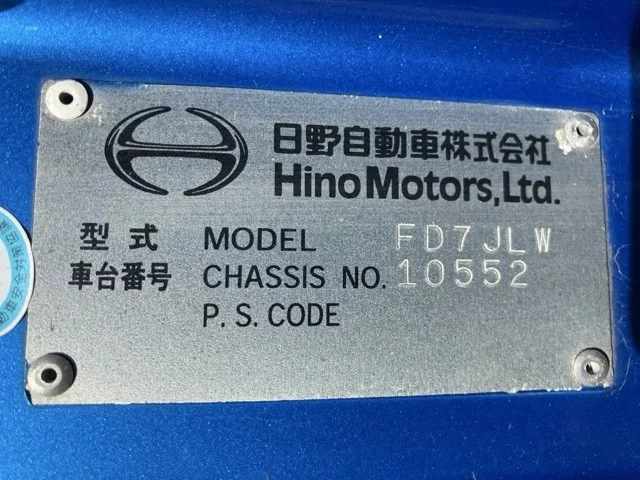 日野自動車株式会社
Hino Motors, Ltd.
型式 MODEL FD7JLW
車台番号 CHASSIS NO. 10552
P. S. CODE